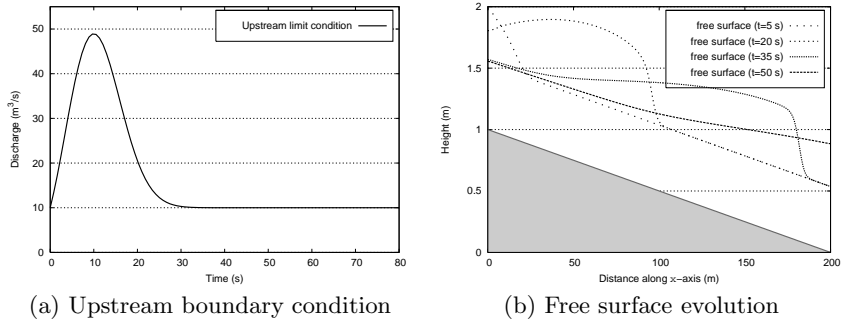 50
40
30
20
10
0
Discharge (m³/s)
0 10 20 30 40 50 60 70 80
Time (s)
Upstream limit condition
(a) Upstream boundary condition
2
1.5
1
0.5
0
Height (m)
0 50 100 150 200
Distance along x-axis (m)
free surface (t=5 s)
free surface (t=20 s)
free surface (t=35 s)
free surface (t=50 s)
(b) Free surface evolution